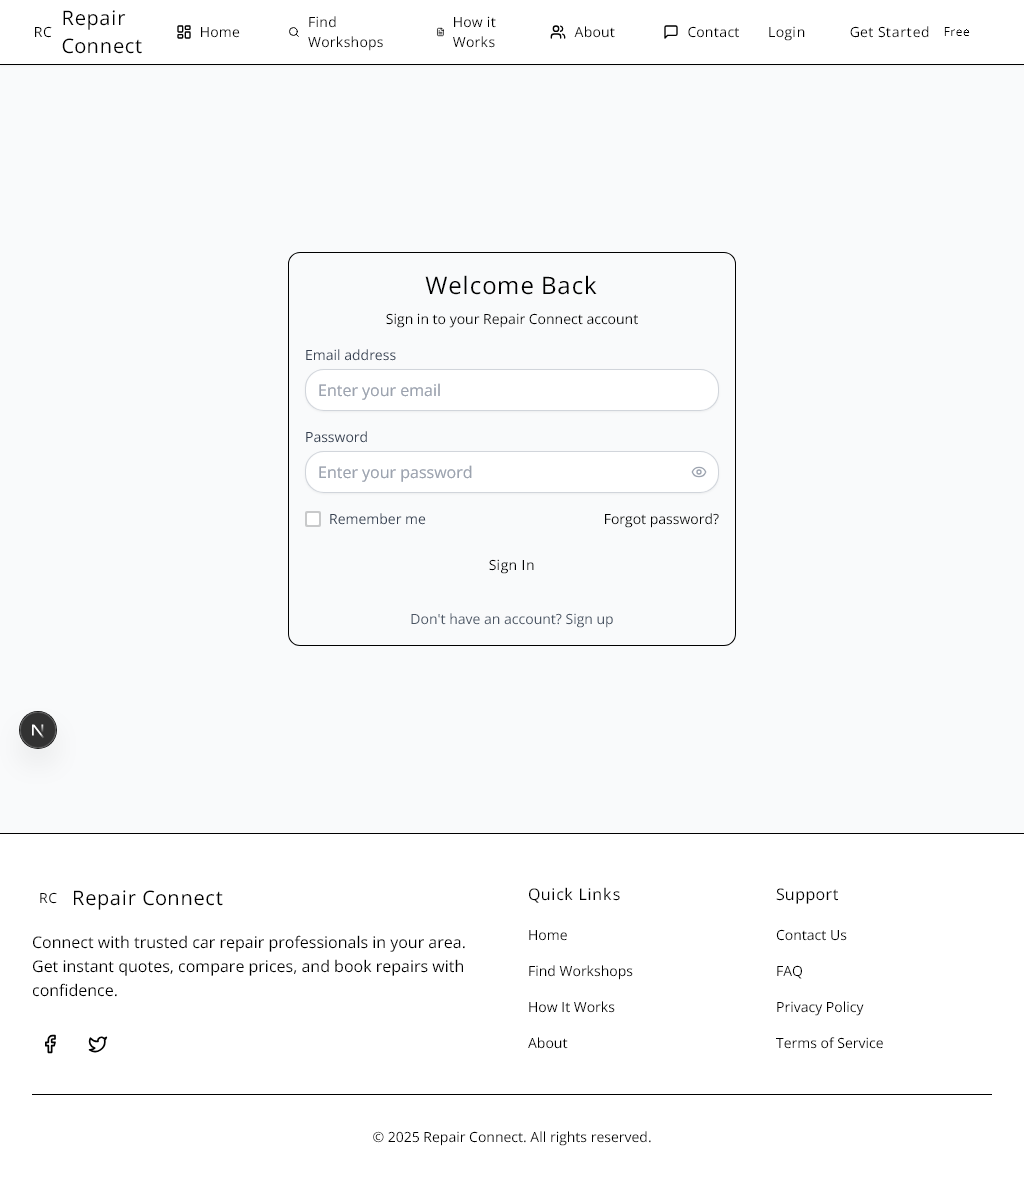 RC
Repair
Connect
Home
Find
Workshops
How it
Works
About
Contact
Login
Get Started
Free
Welcome Back
Sign in to your Repair Connect account
Email address
Enter your email
Password
Enter your password
Remember me
Forgot password?
Sign In
Don't have an account? Sign up
N
RC
Repair Connect
Connect with trusted car repair professionals in your area.
Get instant quotes, compare prices, and book repairs with
confidence.
Quick Links
Home
Find Workshops
How It Works
About
Support
Contact Us
FAQ
Privacy Policy
Terms of Service
© 2025 Repair Connect. All rights reserved.